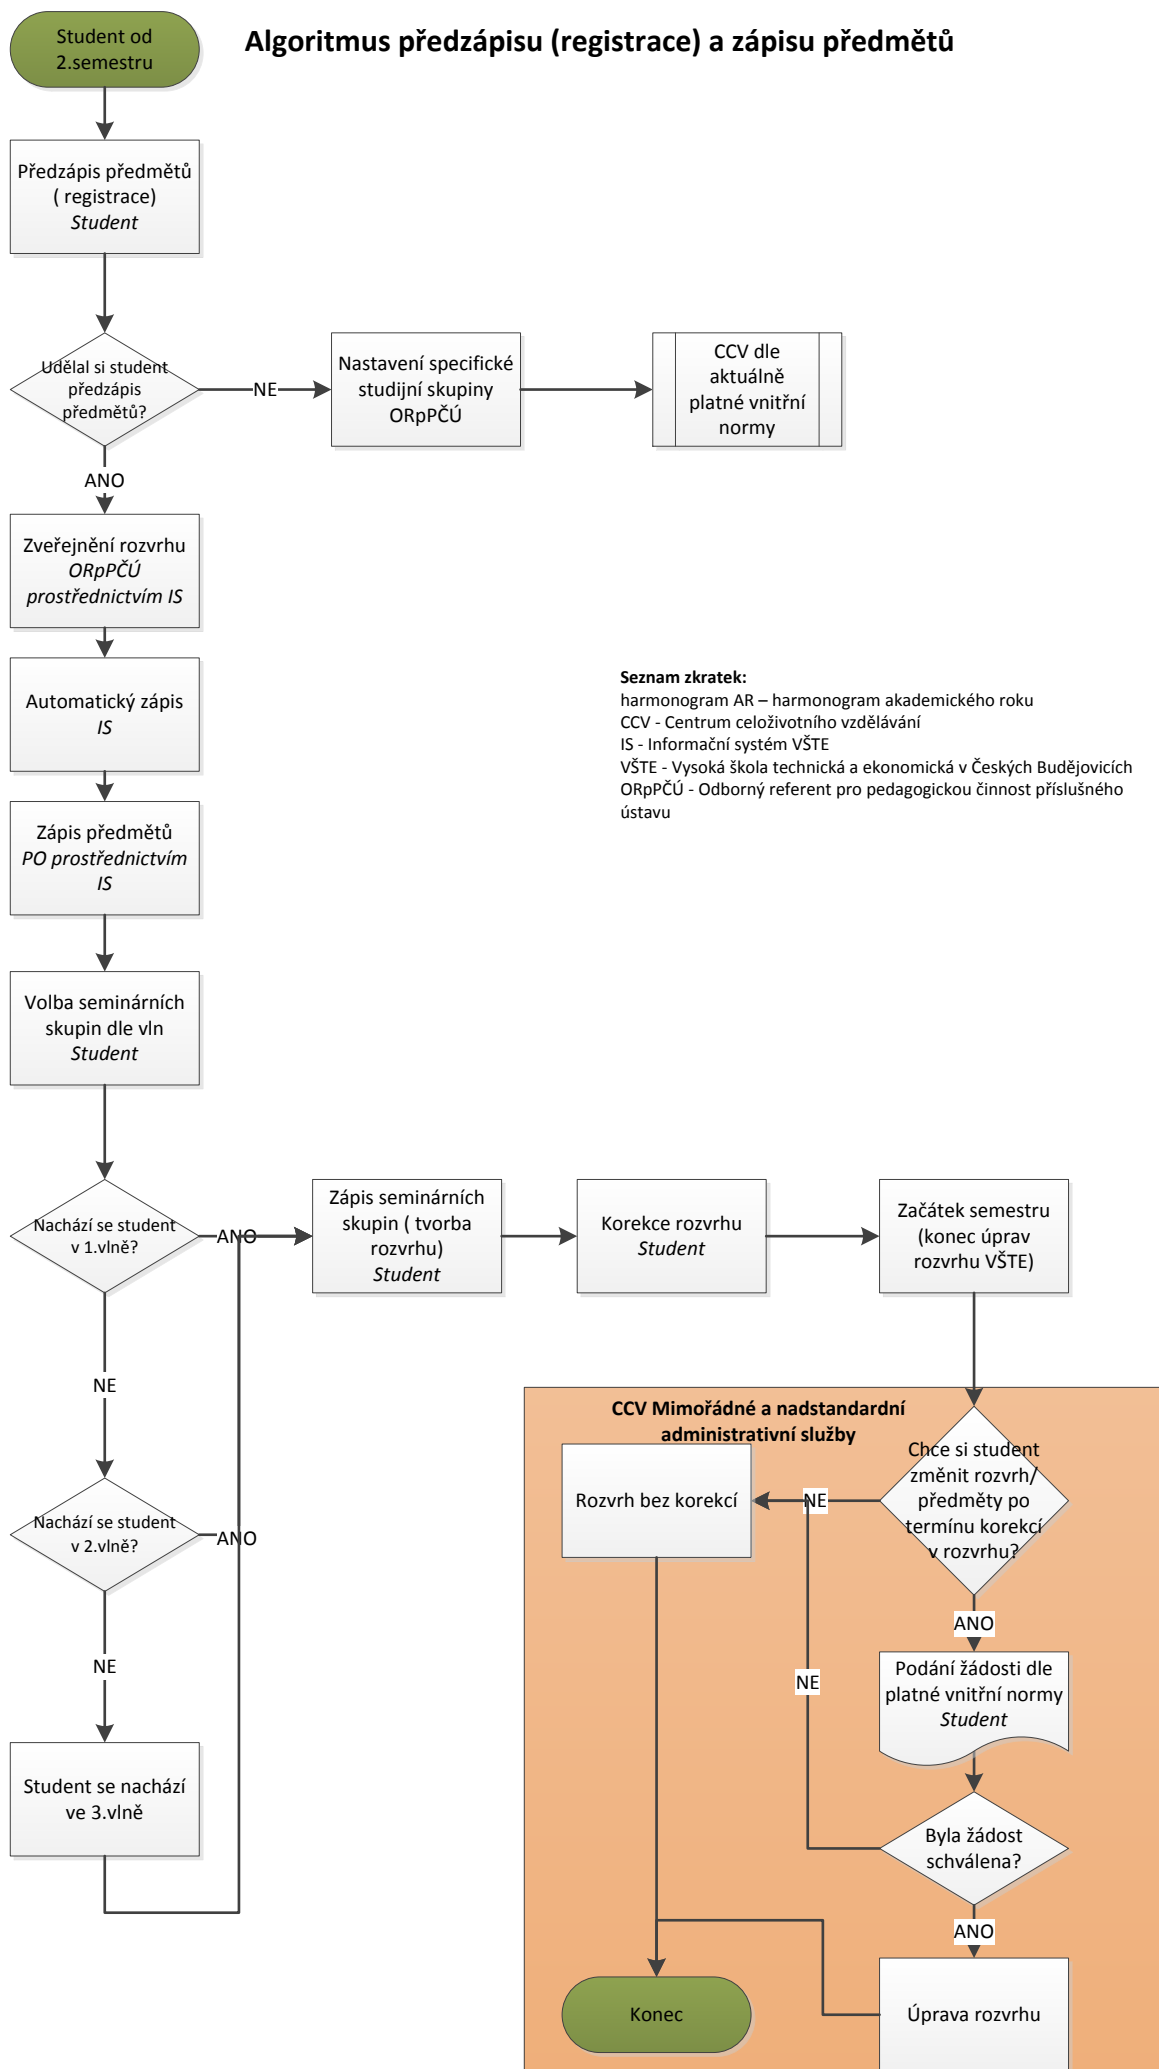 Student od
2.semestru
Algoritmus předzápisu (registrace) a zápisu předmětů
Předzápis předmětů
( registrace)
Student
Udělal si student
předzápis
předmětů?
NE
Nastavení specifické
studijní skupiny
ORpPČÚ
CCV dle
aktuálně
platné vnitřní
normy
ANO
Zveřejnění rozvrhu
ORpPČÚ
prostřednictvím IS
Automatický zápis
IS
Seznam zkratek:
harmonogram AR – harmonogram akademického roku
CCV - Centrum celoživotního vzdělávání
IS - Informační systém VŠTE
VŠTE - Vysoká škola technická a ekonomická v Českých Budějovicích
ORpPČÚ - Odborný referent pro pedagogickou činnost příslušného
ústavu
Zápis předmětů
PO prostřednictvím
IS
Volba seminárních
skupin dle vln
Student
Nachází se student
v 1.vlně?
ANO
Zápis seminárních
skupin ( tvorba
rozvrhu)
Student
Korekce rozvrhu
Student
Začátek semestru
(konec úprav
rozvrhu VŠTE)
NE
Nachází se student
v 2.vlně?
ANO
NE
Student se nachází
ve 3.vlně
CCV Mimořádné a nadstandardní
administrativní služby
Chce si student
změnit rozvrh/
předměty po
termínu korekcí
v rozvrhu?
NE
Rozvrh bez korekcí
ANO
Podání žádosti dle
platné vnitřní normy
Student
NE
Byla žádost
schválena?
ANO
Úprava rozvrhu
Konec